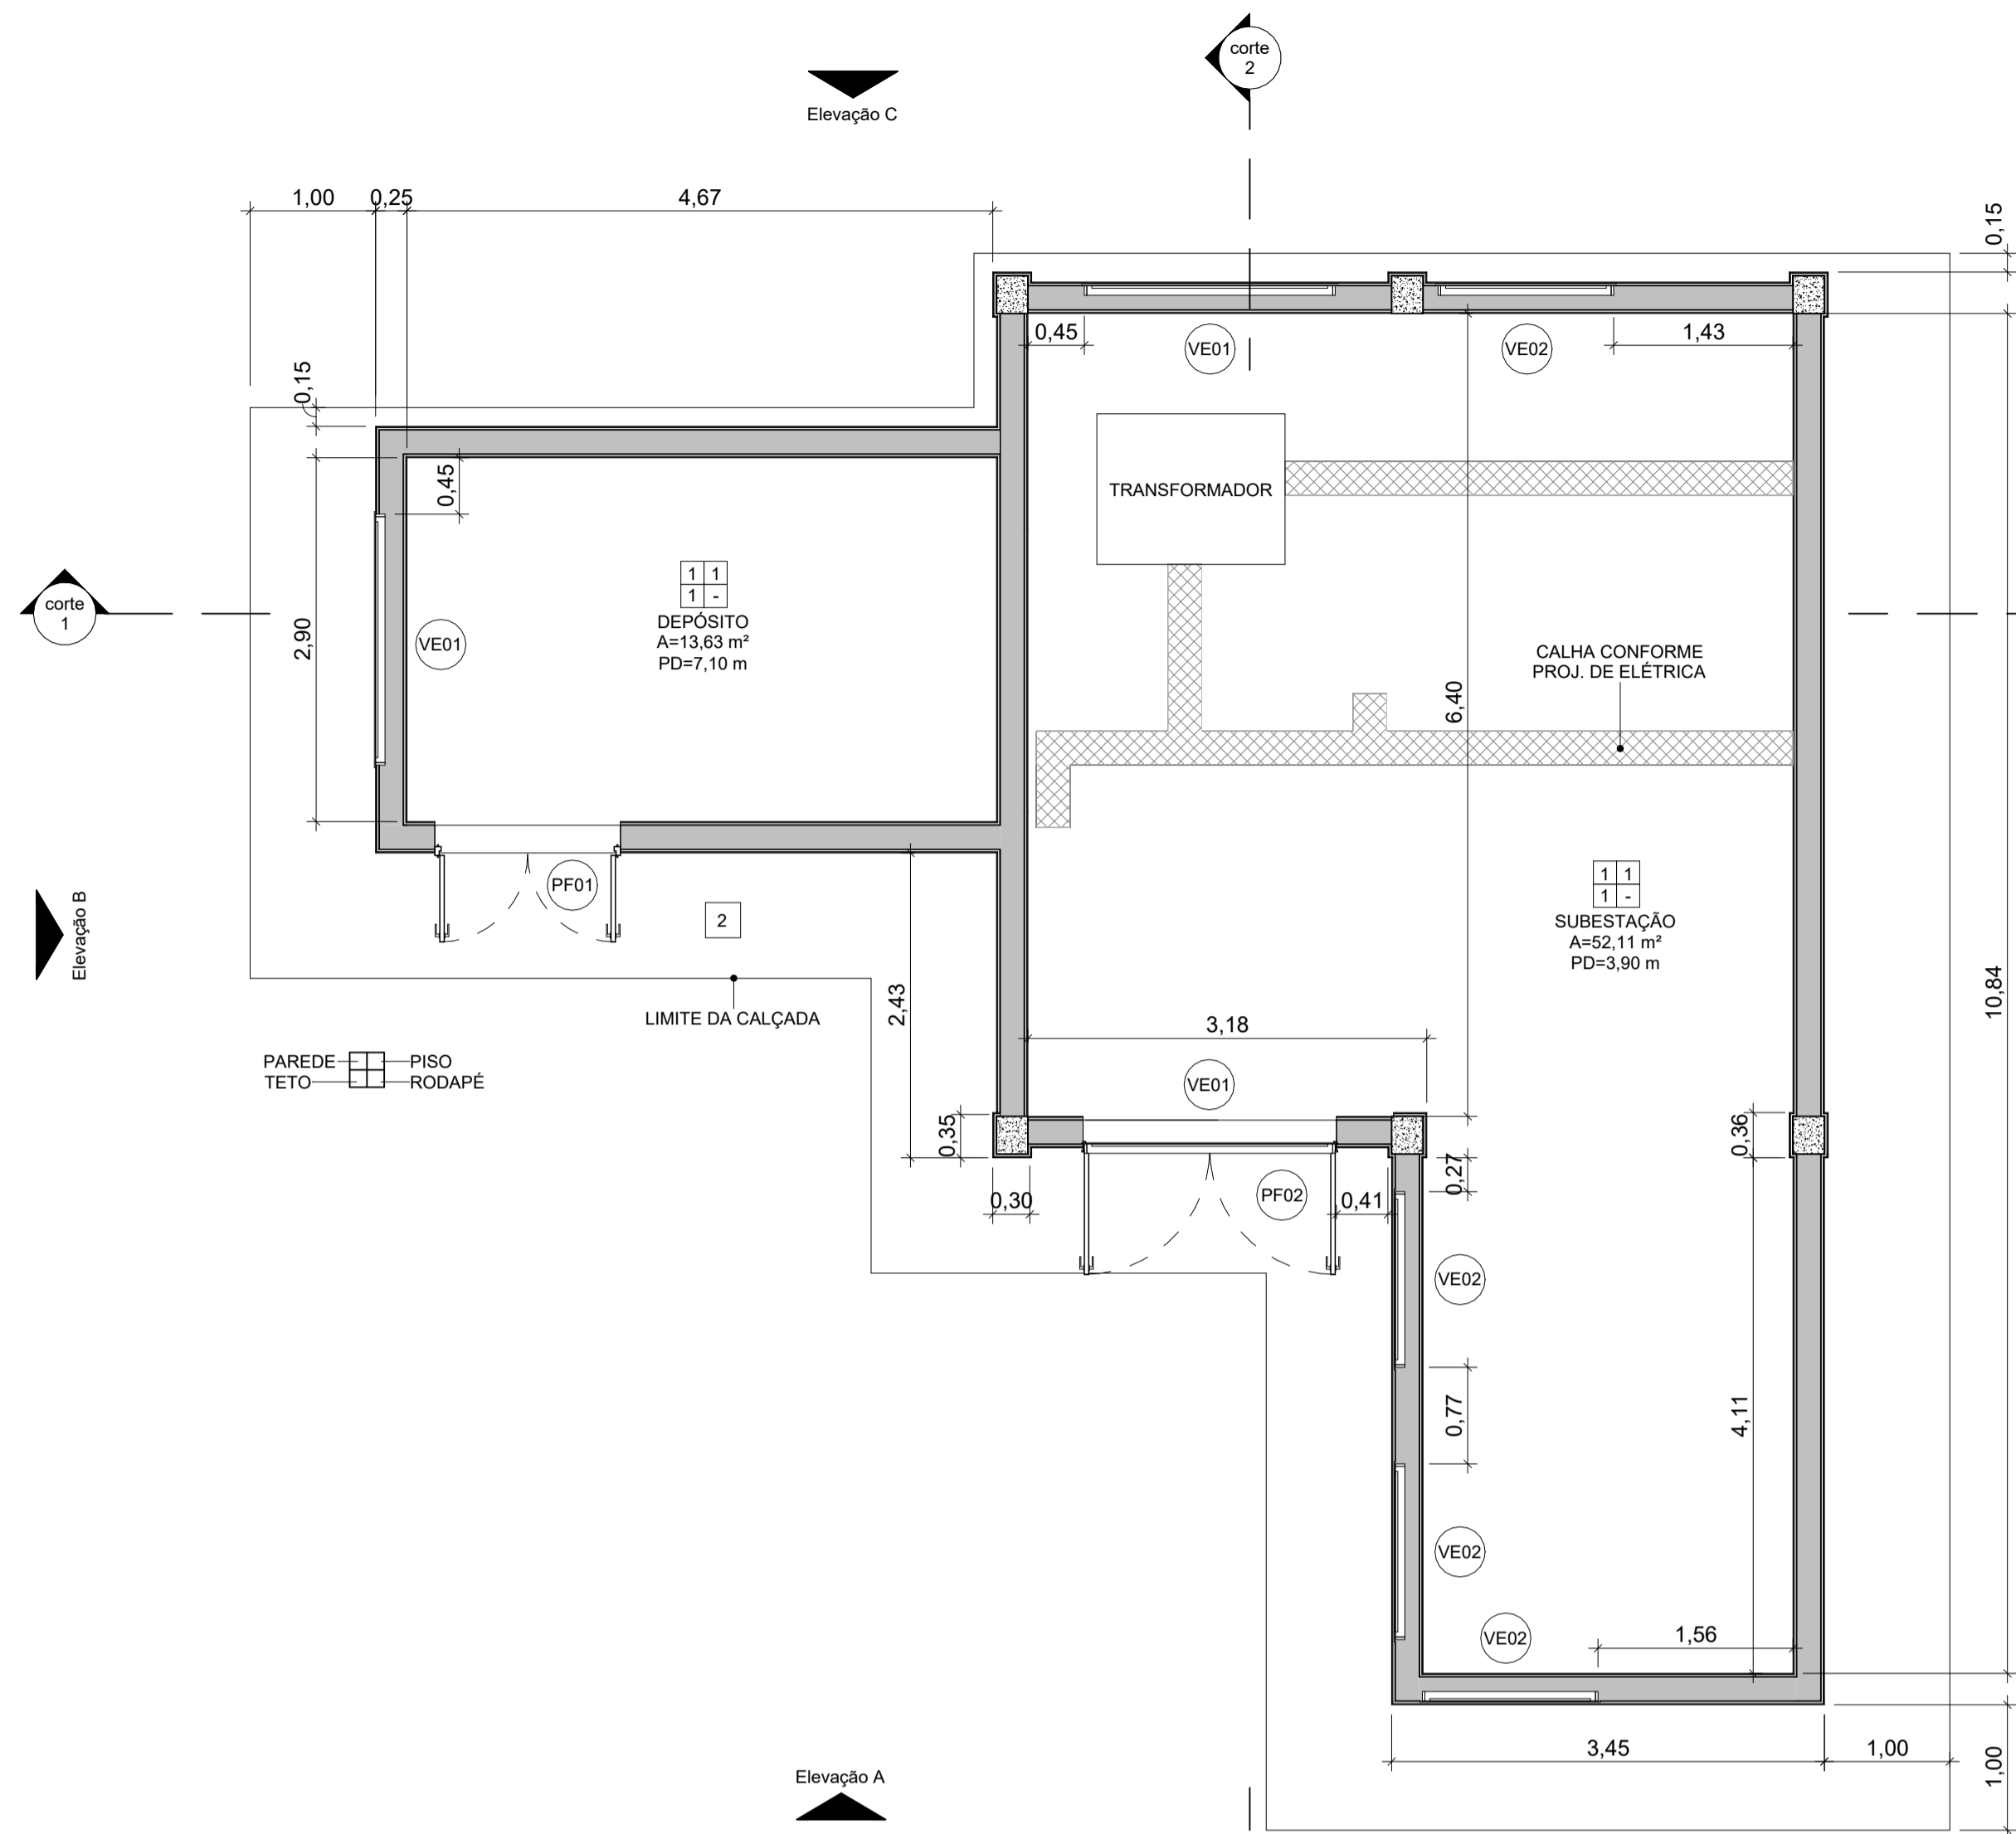 corte
2
Elevação C
1,00
0,25
4,67
0,15
0,45
VE01
VE02
1,43
0,15
0,45
TRANSFORMADOR
corte
1
2,90
VE01
1 1
1 -
DEPÓSITO
A=13,63 m²
PD=7,10 m
CALHA CONFORME
PROJ. DE ELÉTRICA
6,40
PF01
2
1 1
1 -
SUBESTAÇÃO
A=52,11 m²
PD=3,90 m
Elevação B
10,84
2,43
LIMITE DA CALÇADA
3,18
PAREDE
PISO
TETO
RODAPÉ
VE01
0,35
0,36
0,27
0,30
PF02
0,41
VE02
0,77
4,11
VE02
VE02
1,56
3,45
1,00
1,00
Elevação A